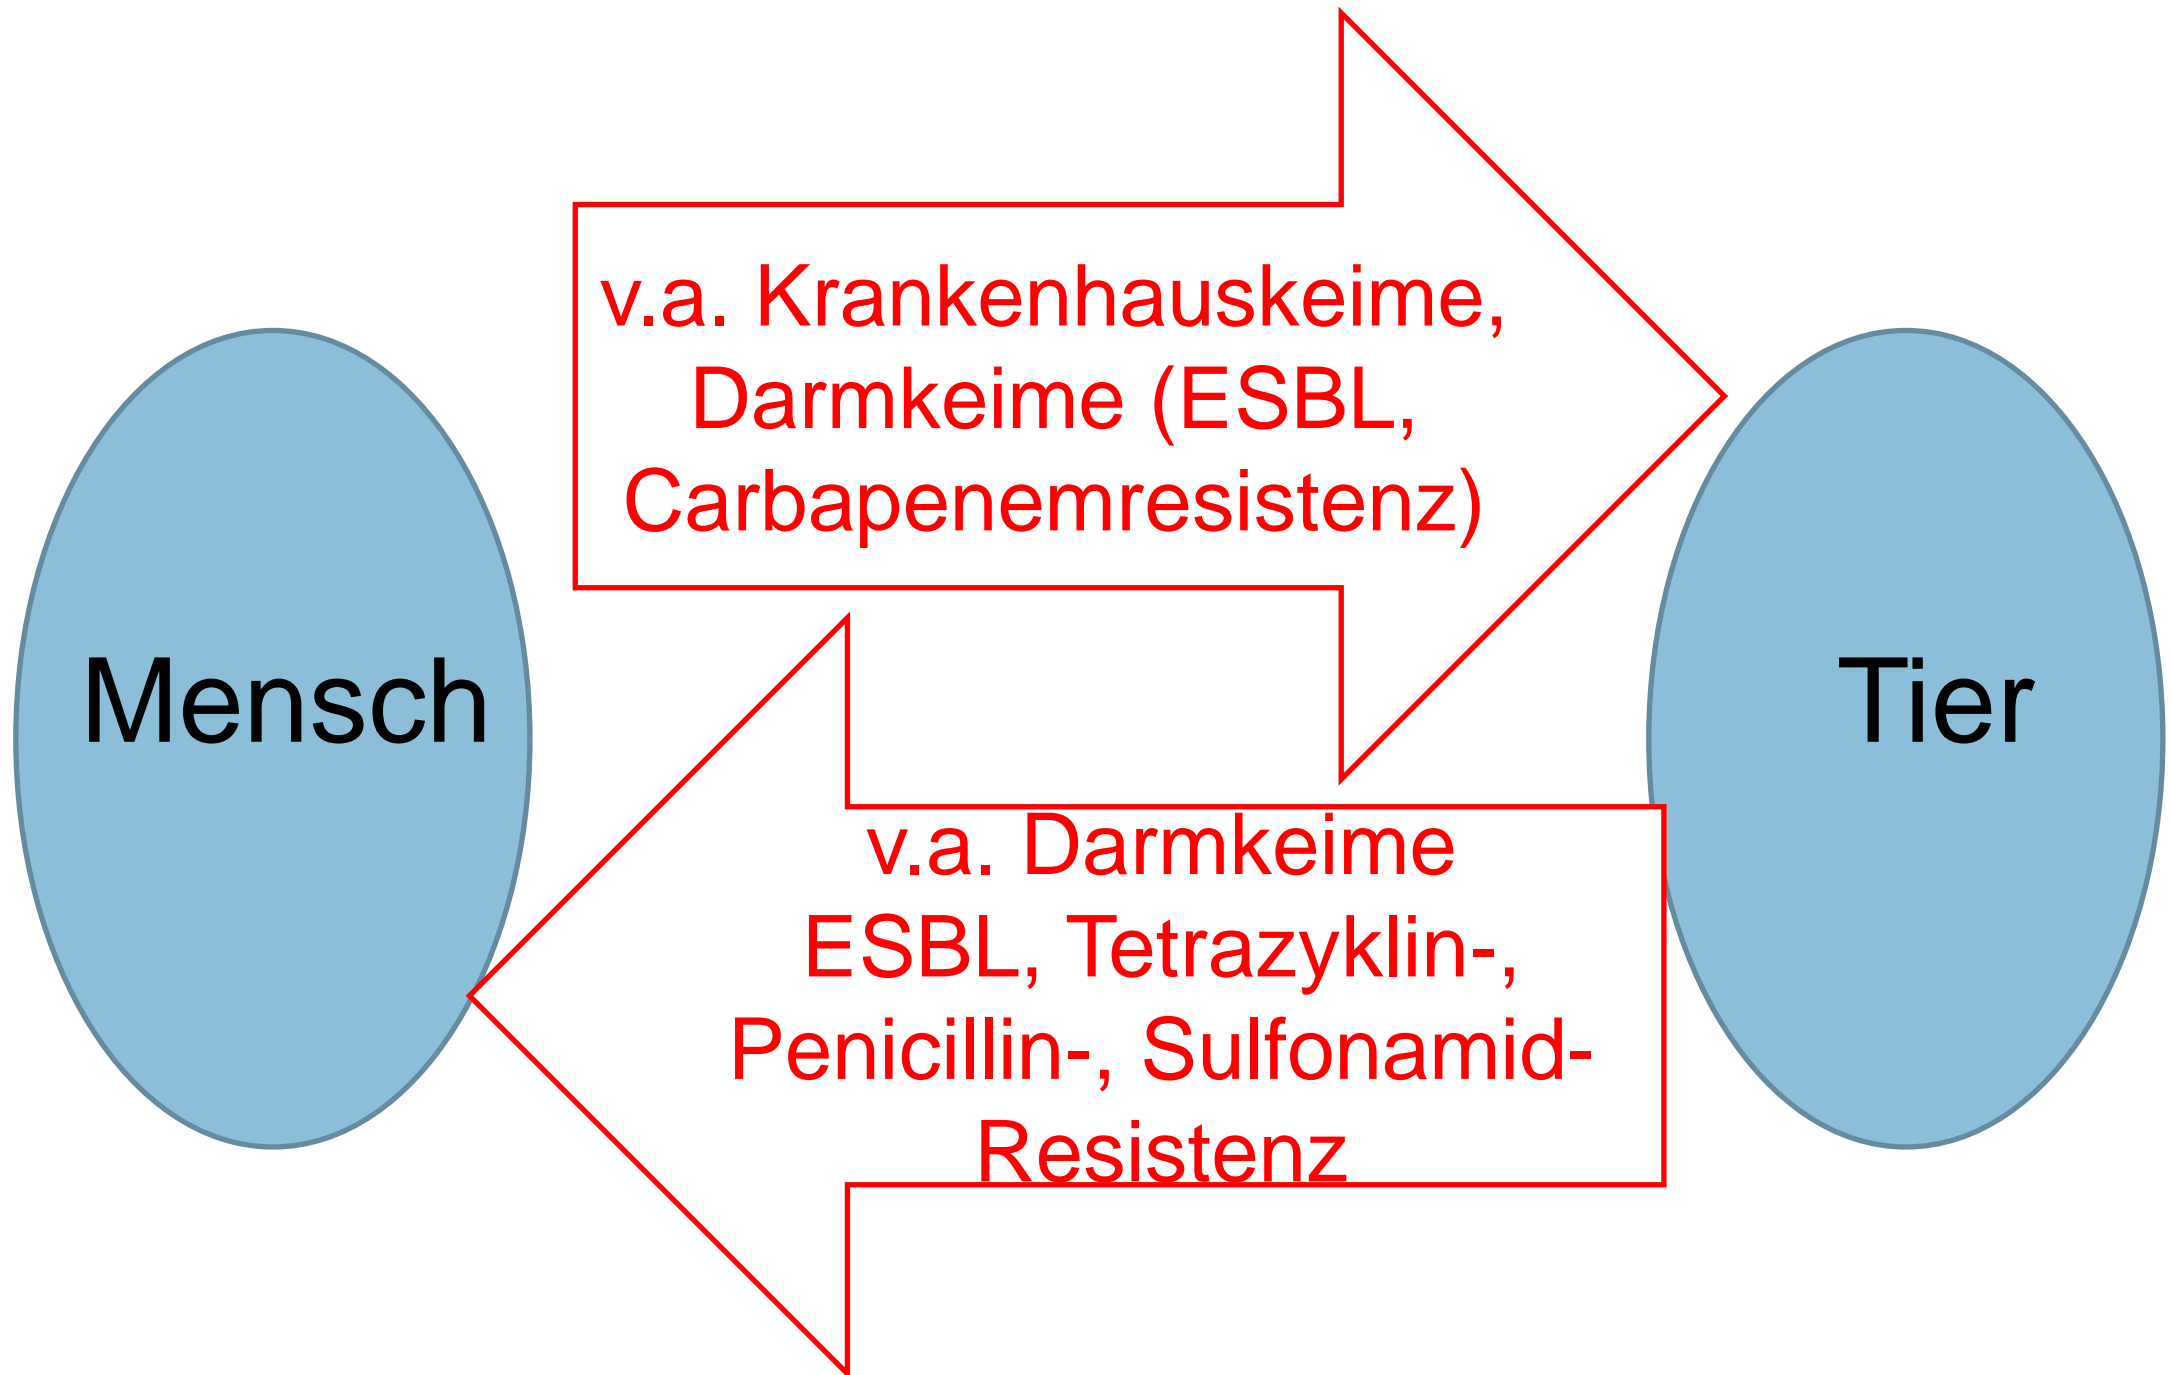 v.a. Krankenhauskeime,
Darmkeime (ESBL,
Carbapenemresistenz)
Mensch
Tier
v.a. Darmkeime
ESBL, Tetrazyklin-,
Penicillin-, Sulfonamid-
Resistenz